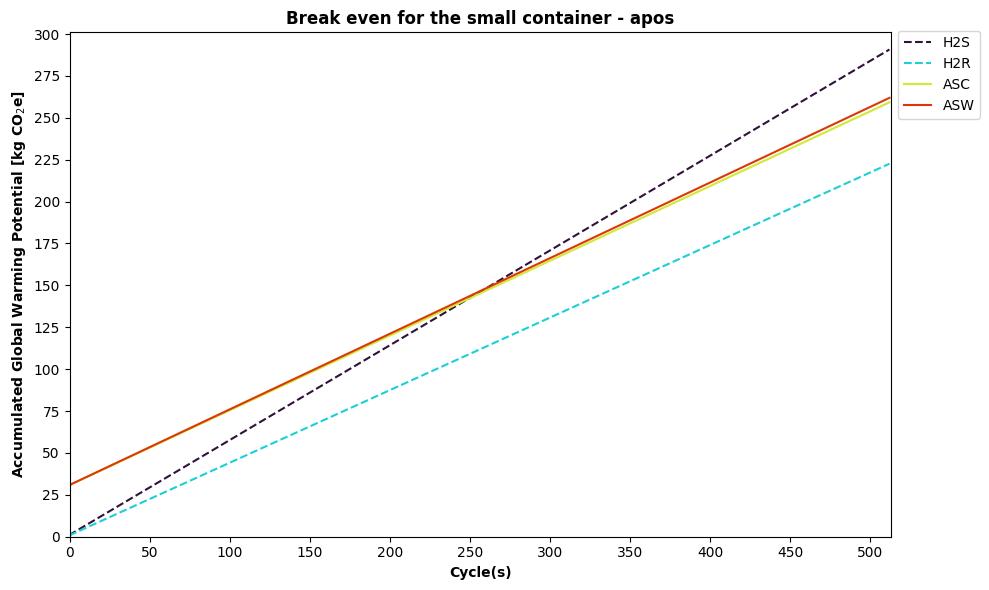 Break even for the small container - apos
Accumulated Global Warming Potential [kg CO₂e]
300
275
250
225
200
175
150
125
100
75
50
25
0
0 50 100 150 200 250 300 350 400 450 500
Cycle(s)
H2S
H2R
ASC
ASW